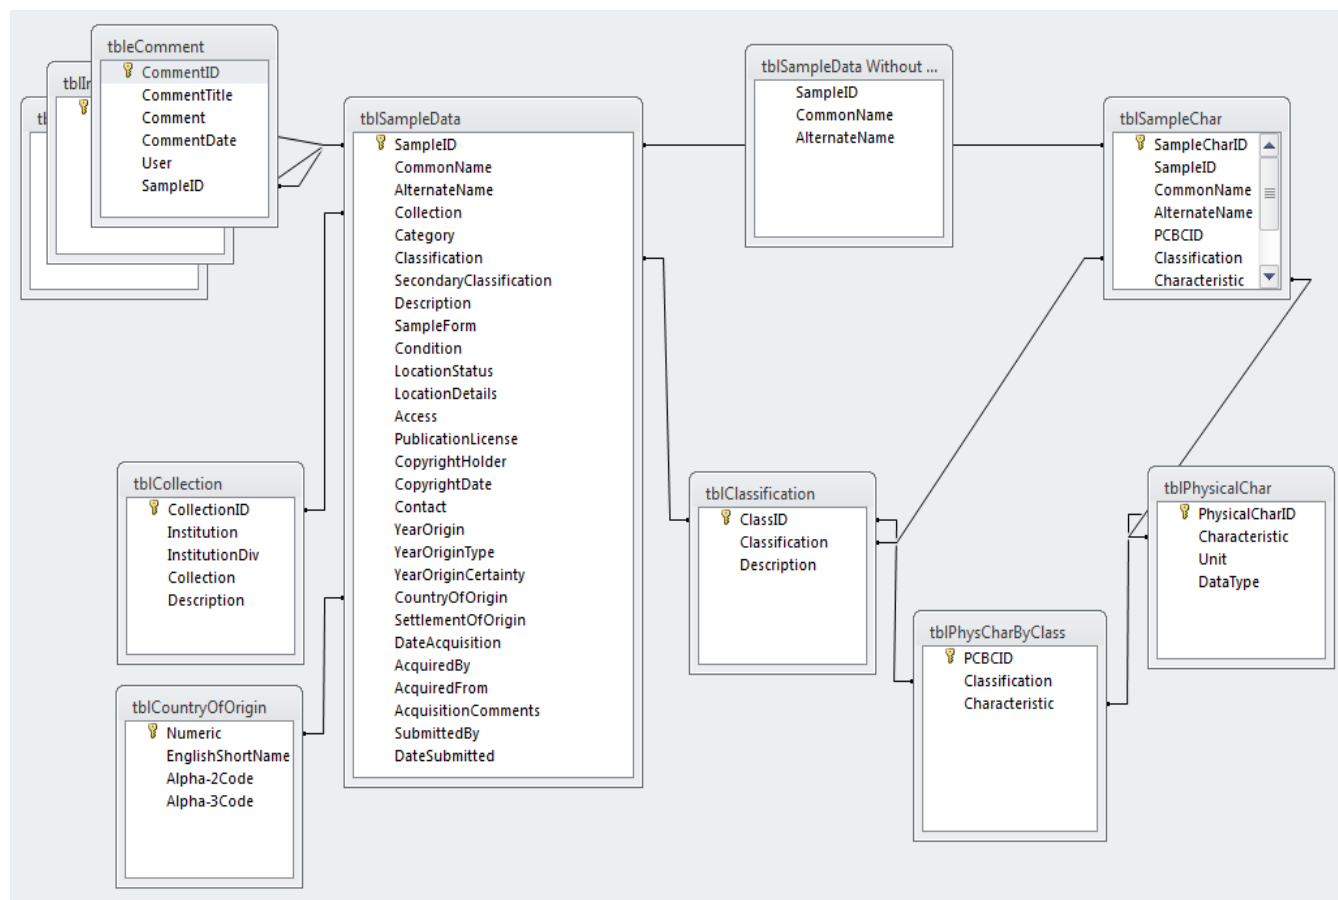 tbleComment
CommentID
CommentTitle
Comment
CommentDate
User
SampleID
tblSampleData
SampleID
CommonName
AlternateName
Collection
Category
Classification
SecondaryClassification
Description
SampleForm
Condition
LocationStatus
LocationDetails
Access
PublicationLicense
CopyrightHolder
CopyrightDate
Contact
YearOrigin
YearOriginType
YearOriginCertainty
CountryOfOrigin
SettlementOfOrigin
DateAcquisition
AcquiredBy
AcquiredFrom
AcquisitionComments
SubmittedBy
DateSubmitted
tblSampleData Without ...
SampleID
CommonName
AlternateName
tblSampleChar
SampleCharID
SampleID
CommonName
AlternateName
PCBCID
Classification
Characteristic
tblCollection
CollectionID
Institution
InstitutionDiv
Collection
Description
tblClassification
ClassID
Classification
Description
tblPhysicalChar
PhysicalCharID
Characteristic
Unit
DataType
tblPhysCharByClass
PCBCID
Classification
Characteristic
tblCountryOfOrigin
Numeric
EnglishShortName
Alpha-2Code
Alpha-3Code